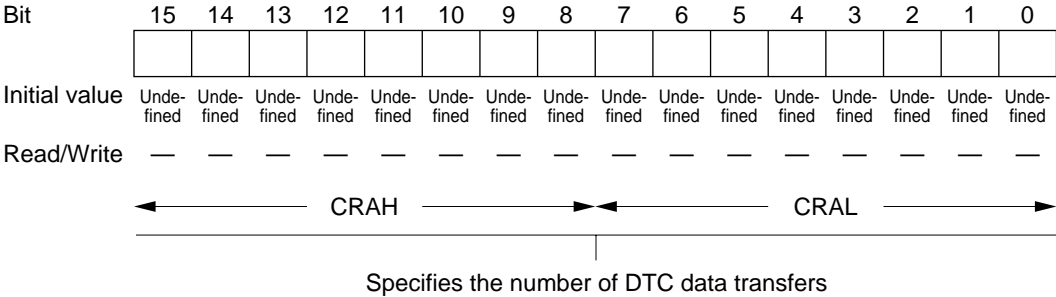 Bit 15 14 13 12 11 10 9 8 7 6 5 4 3 2 1 0
Initial value Unde- Unde- Unde- Unde- Unde- Unde- Unde- Unde- Unde- Unde- Unde- Unde- Unde- Unde- Unde- Unde-
fined fined fined fined fined fined fined fined fined fined fined fined fined fined fined fined
Read/Write — — — — — — — — — — — — — — — —
CRAH CRAL
Specifies the number of DTC data transfers